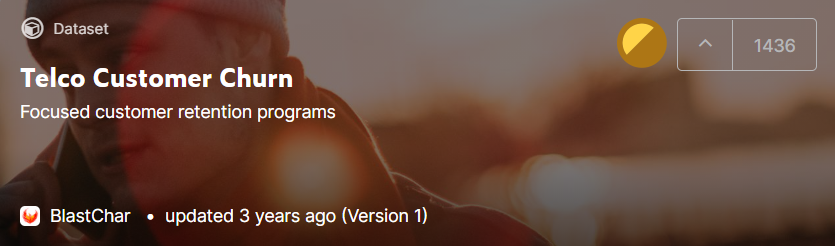 Dataset
1436
Telco Customer Churn
Focused customer retention programs
BlastChar • updated 3 years ago (Version 1)